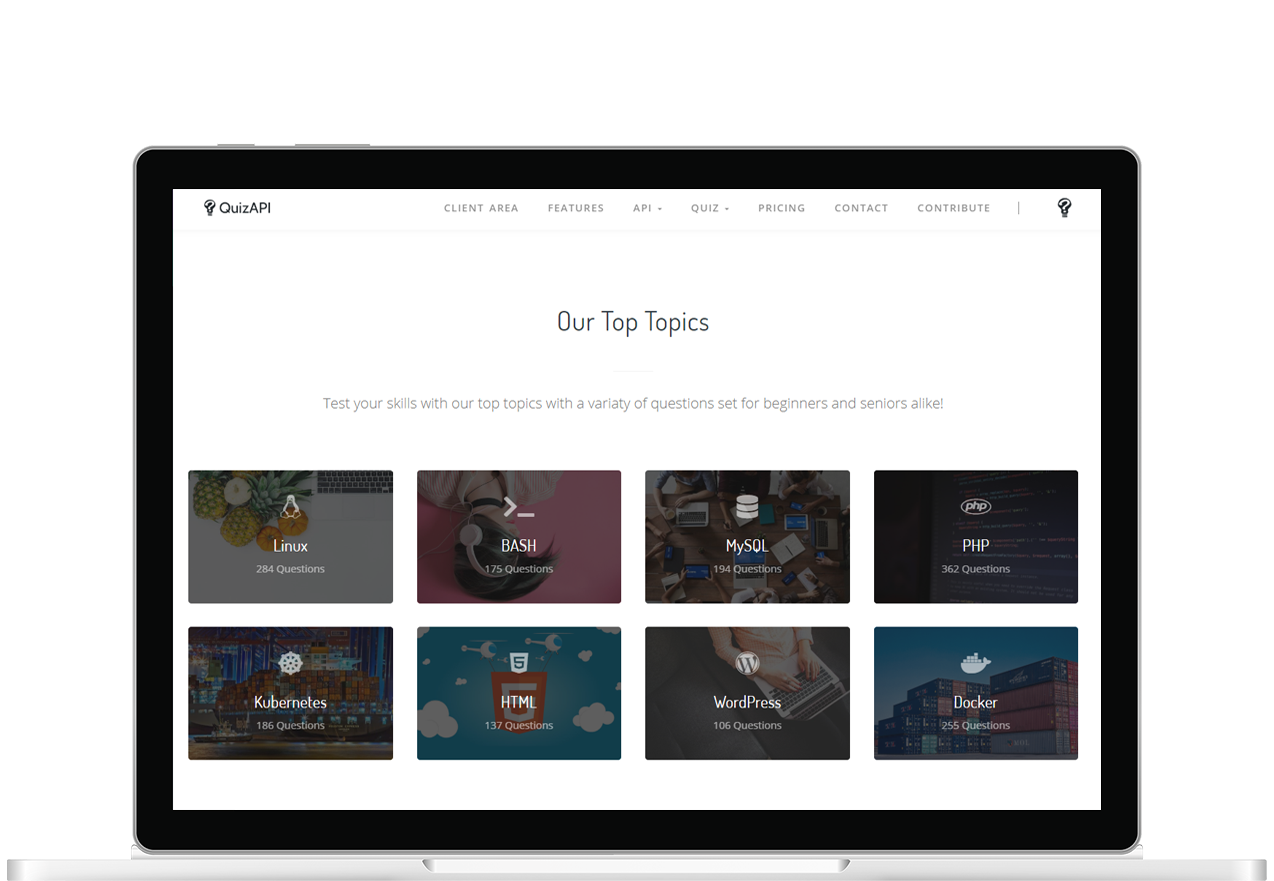 QuizAPI CLIENT AREA FEATURES API QUIZ PRICING CONTACT CONTRIBUTE |
Our Top Topics
Test your skills with our top topics with a variaty of questions set for beginners and seniors alike!
php
Linux BASH MySQL PHP
284 Questions 175 Questions 194 Questions 362 Questions
Kubernetes HTML WordPress Docker
186 Questions 137 Questions 106 Questions 255 Questions